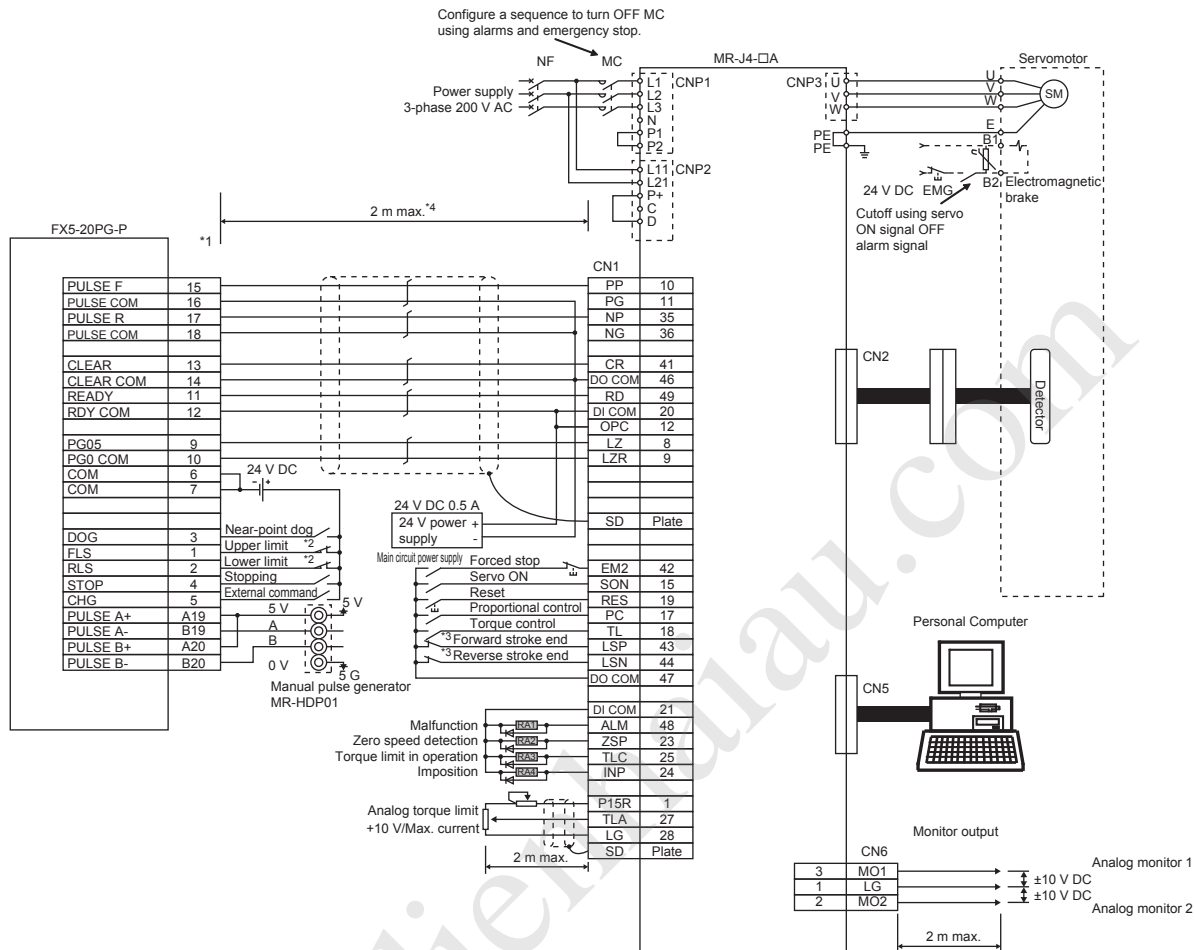 Configure a sequence to turn OFF MC
using alarms and emergency stop.
NF
MC
MR-J4-□A
Servomotor
Power supply
3-phase 200 V AC
L1
CNP1
L2
L3
N
P1
P2
L11
CNP2
L21
P+
C
D
CNP3
U
V
W
PE
PE
U
V
W
SM
E
B1
24 V DC
EMG
B2
Electromagnetic
brake
Cutoff using servo
ON signal OFF
alarm signal
FX5-20PG-P
*1
2 m max.*4
CN1
PULSE F 15
PULSE COM 16
PULSE R 17
PULSE COM 18
CLEAR 13
CLEAR COM 14
READY 11
RDY COM 12
PG05 9
PG0 COM 10
COM 6
COM 7
24 V DC
DOG 3
FLS 1
RLS 2
STOP 4
CHG 5
PULSE A+ A19
PULSE A- B19
PULSE B+ A20
PULSE B- B20
Near-point dog
Upper limit *2
Lower limit *2
Stopping
External command
5 V
5 V
A
B
0 V
5 G
Manual pulse generator
MR-HDP01
PP 10
PG 11
NP 35
NG 36
CR 41
DO COM 46
RD 49
DI COM 20
OPC 12
LZ 8
LZR 9
SD Plate
24 V DC 0.5 A
24 V power +
supply -
Main circuit power supply
Forced stop
EM2 42
Servo ON
SON 15
Reset
RES 19
Proportional control
PC 17
Torque control
TL 18
*3 Forward stroke end
LSP 43
*3 Reverse stroke end
LSN 44
DO COM 47
DI COM 21
Malfunction
RA1
ALM 48
Zero speed detection
RA2
ZSP 23
Torque limit in operation
RA3
TLC 25
Imposition
RA4
INP 24
P15R 1
Analog torque limit
+10 V/Max. current
TLA 27
LG 28
SD Plate
2 m max.
CN2
Detector
Personal Computer
CN5
Monitor output
CN6
3 MO1
1 LG
2 MO2
Analog monitor 1
±10 V DC
±10 V DC
Analog monitor 2
2 m max.